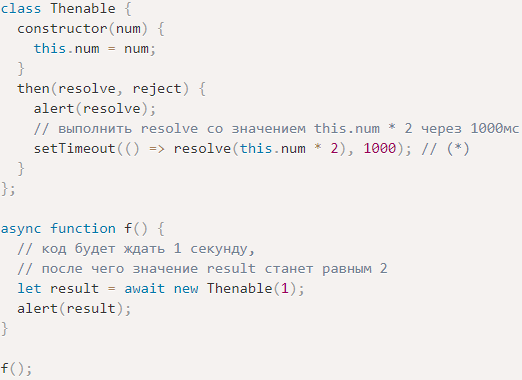 class Thenable {
  constructor(num) {
    this.num = num;
  }
  then(resolve, reject) {
    alert(resolve);
    // выполнить resolve со значением this.num * 2 через 1000мс
    setTimeout(() => resolve(this.num * 2), 1000); // (*)
  }
};

async function f() {
  // код будет ждать 1 секунду,
  // после чего значение result станет равным 2
  let result = await new Thenable(1);
  alert(result);
}

f();